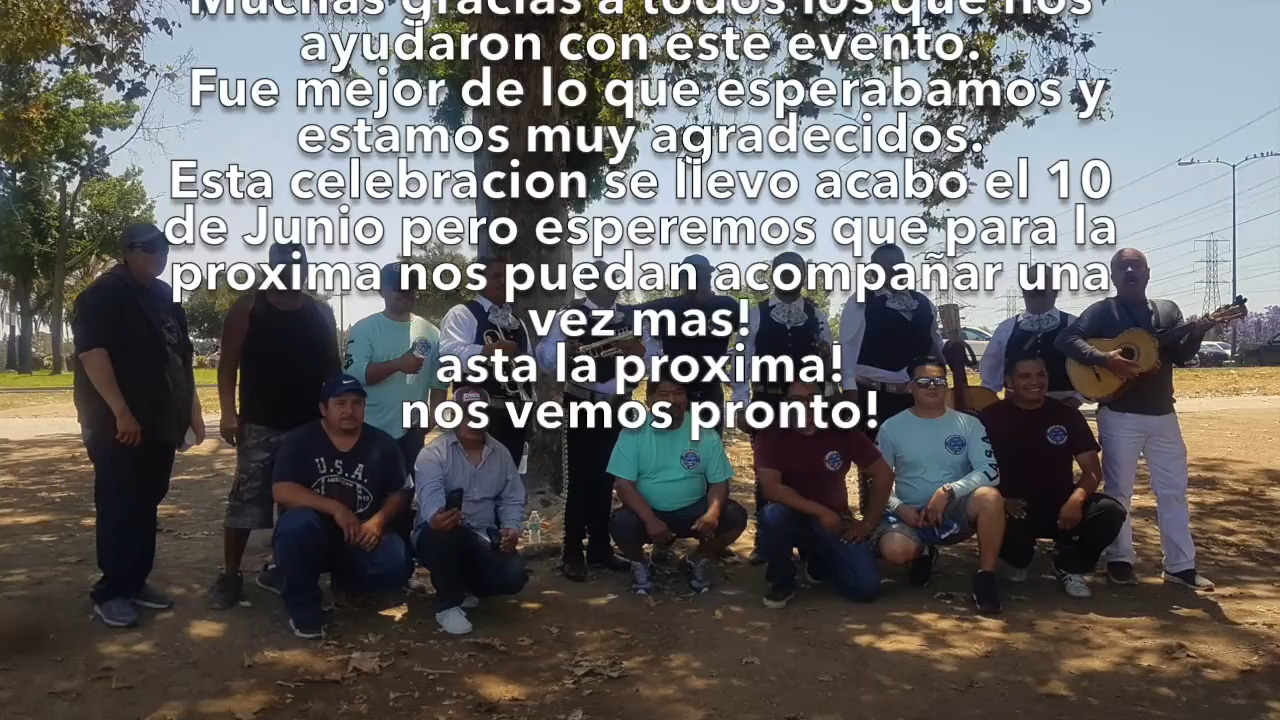 Muchas gracias a todos los que nos
ayudaron con este evento.
Fue mejor de lo que esperabamos y
estamos muy agradecidos.
Esta celebracion se llevo acabo el 10
de Junio pero esperemos que para la
proxima nos puedan acompañar una
vez mas!
asta la proxima!
nos vemos pronto!
U.S.A.